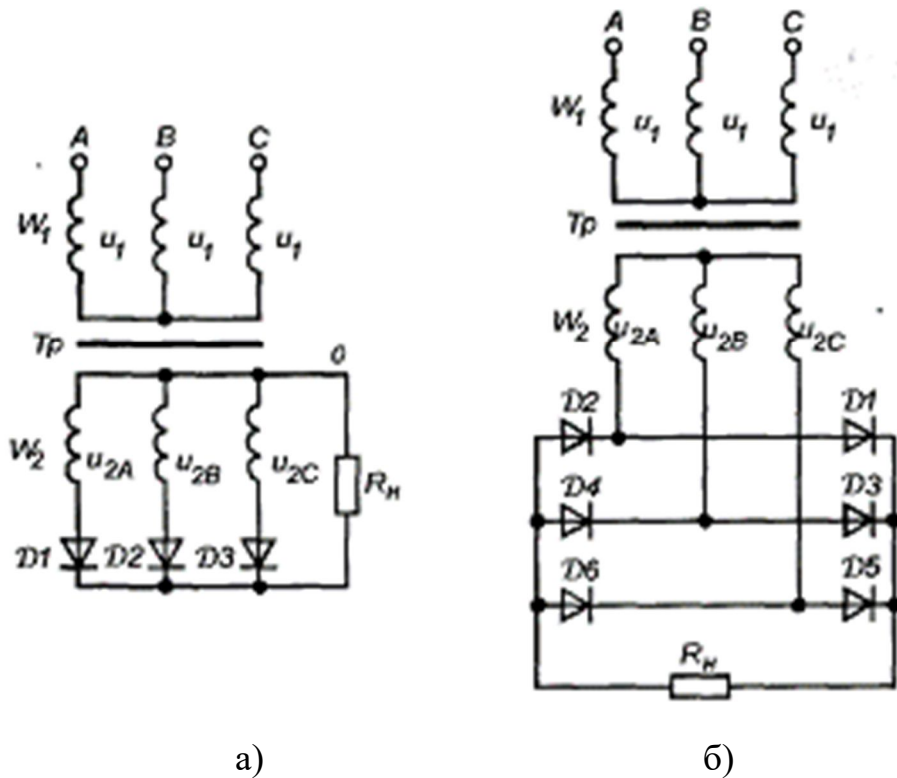 A B C
W1 u1 u1 u1
Tp
0
W2 u2A u2B u2C Rн
D1 D2 D3
а)
A B C
W1 u1 u1 u1
Tp
W2 u2A u2B u2C
D2 D1
D4 D3
D6 D5
Rн
б)